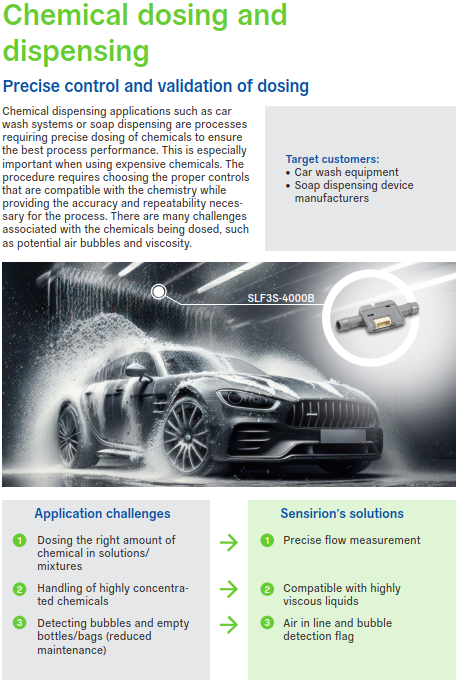 Chemical dosing and
dispensing
Precise control and validation of dosing
Chemical dispensing applications such as car
wash systems or soap dispensing are processes
requiring precise dosing of chemicals to ensure
the best process performance. This is especially
important when using expensive chemicals. The
procedure requires choosing the proper controls
that are compatible with the chemistry while
providing the accuracy and repeatability neces-
sary for the process. There are many challenges
associated with the chemicals being dosed, such
as potential air bubbles and viscosity.
Target customers:
• Car wash equipment
• Soap dispensing device
manufacturers
SLF3S-4000B
Application challenges
1 Dosing the right amount of
chemical in solutions/
mixtures
2 Handling of highly concentra-
ted chemicals
3 Detecting bubbles and empty
bottles/bags (reduced
maintenance)
Sensirion’s solutions
1 Precise flow measurement
2 Compatible with highly
viscous liquids
3 Air in line and bubble
detection flag